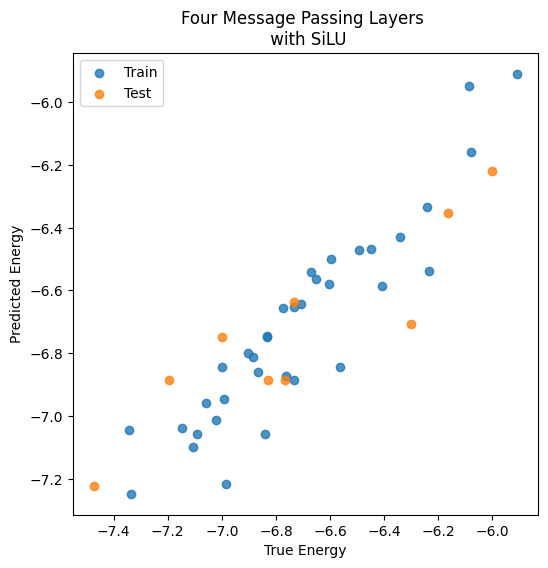 Four Message Passing Layers
with SiLU
Train
Test
Predicted Energy
−6.0
−6.2
−6.4
−6.6
−6.8
−7.0
−7.2
−7.4
−7.2
−7.0
−6.8
−6.6
−6.4
−6.2
−6.0
True Energy